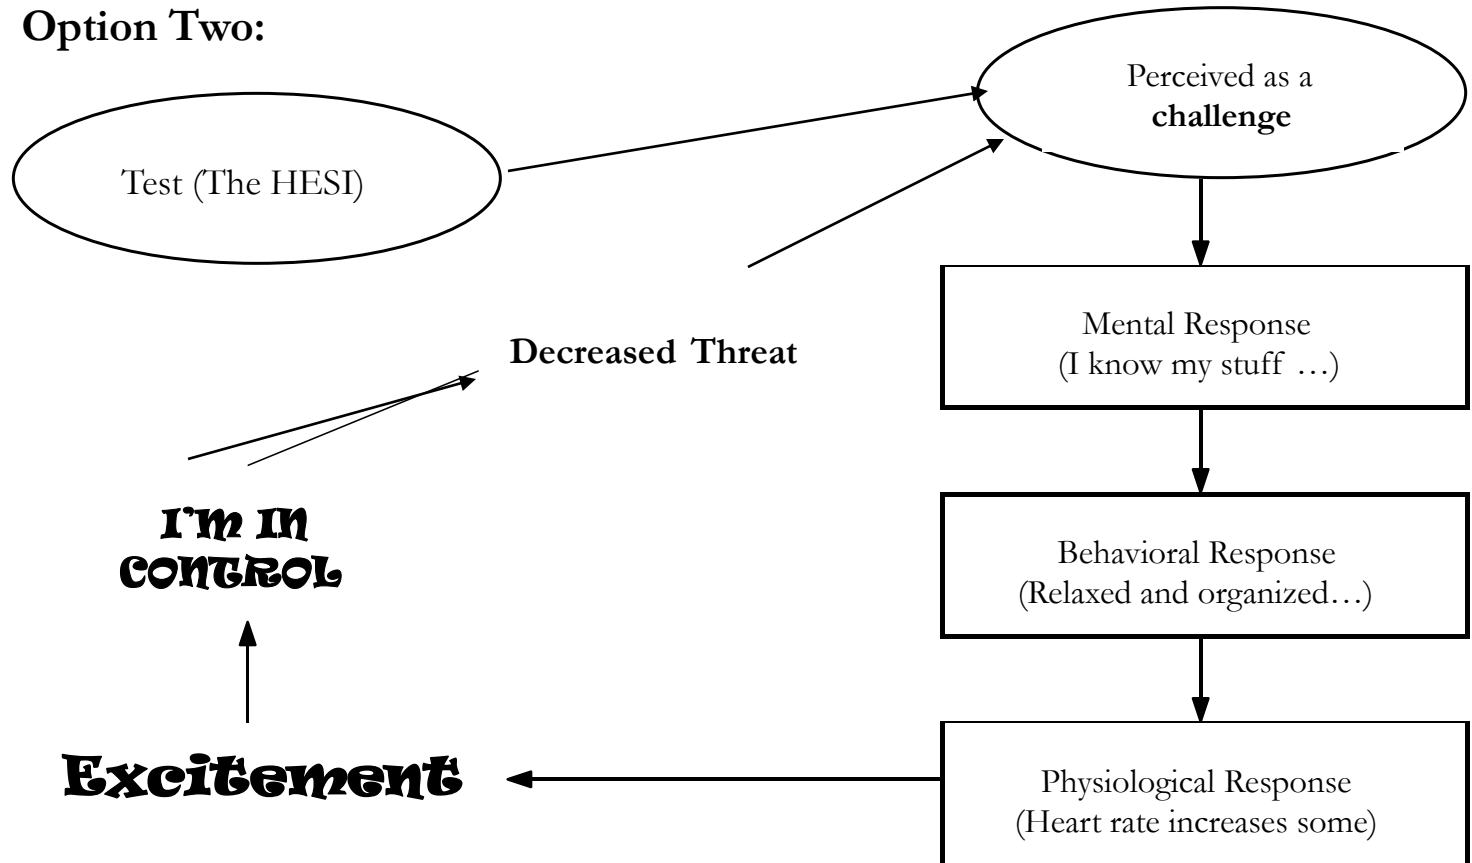 Option Two:
Perceived as a
challenge
Test (The HESI)
Mental Response
(I know my stuff …)
Decreased Threat
Behavioral Response
(Relaxed and organized…)
I'm IN
CONTROL
Physiological Response
(Heart rate increases some)
Excitement